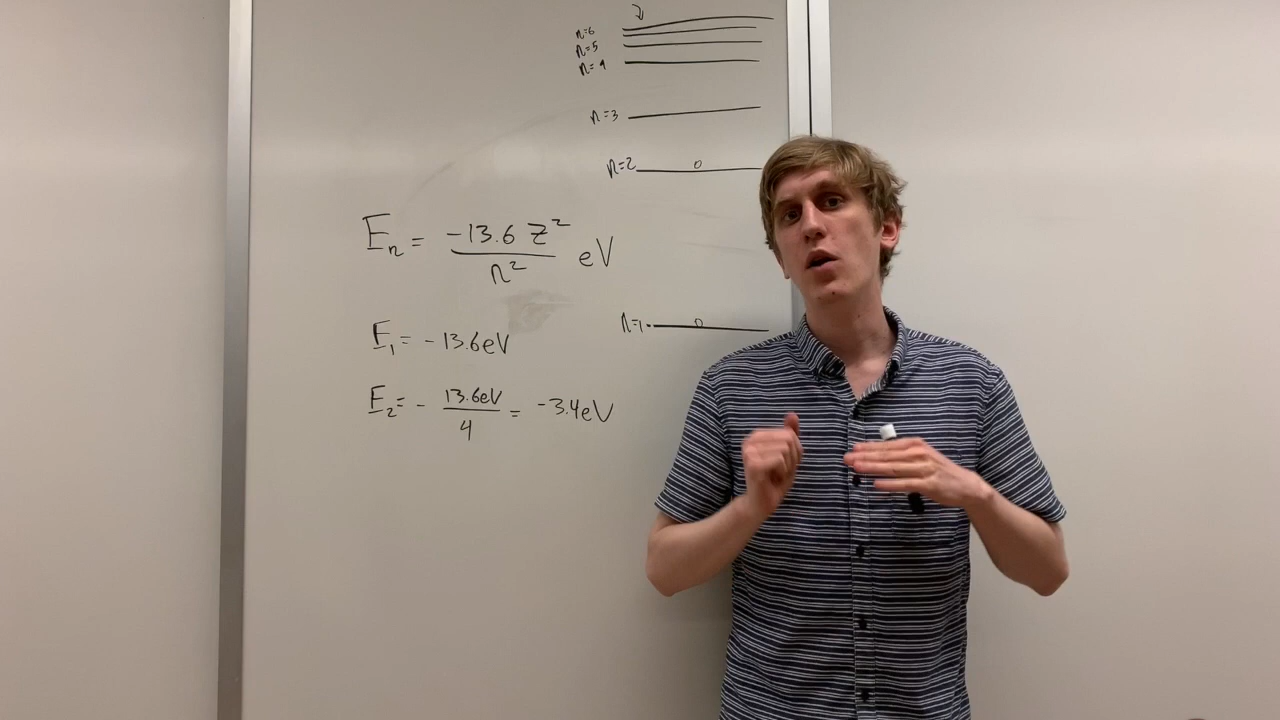 n=6
n=5
n=4
n=3
n=2
Eₙ = -13.6 Z² / n² eV
n=1
E₁ = -13.6eV
E₂ = - 13.6eV / 4 = -3.4eV